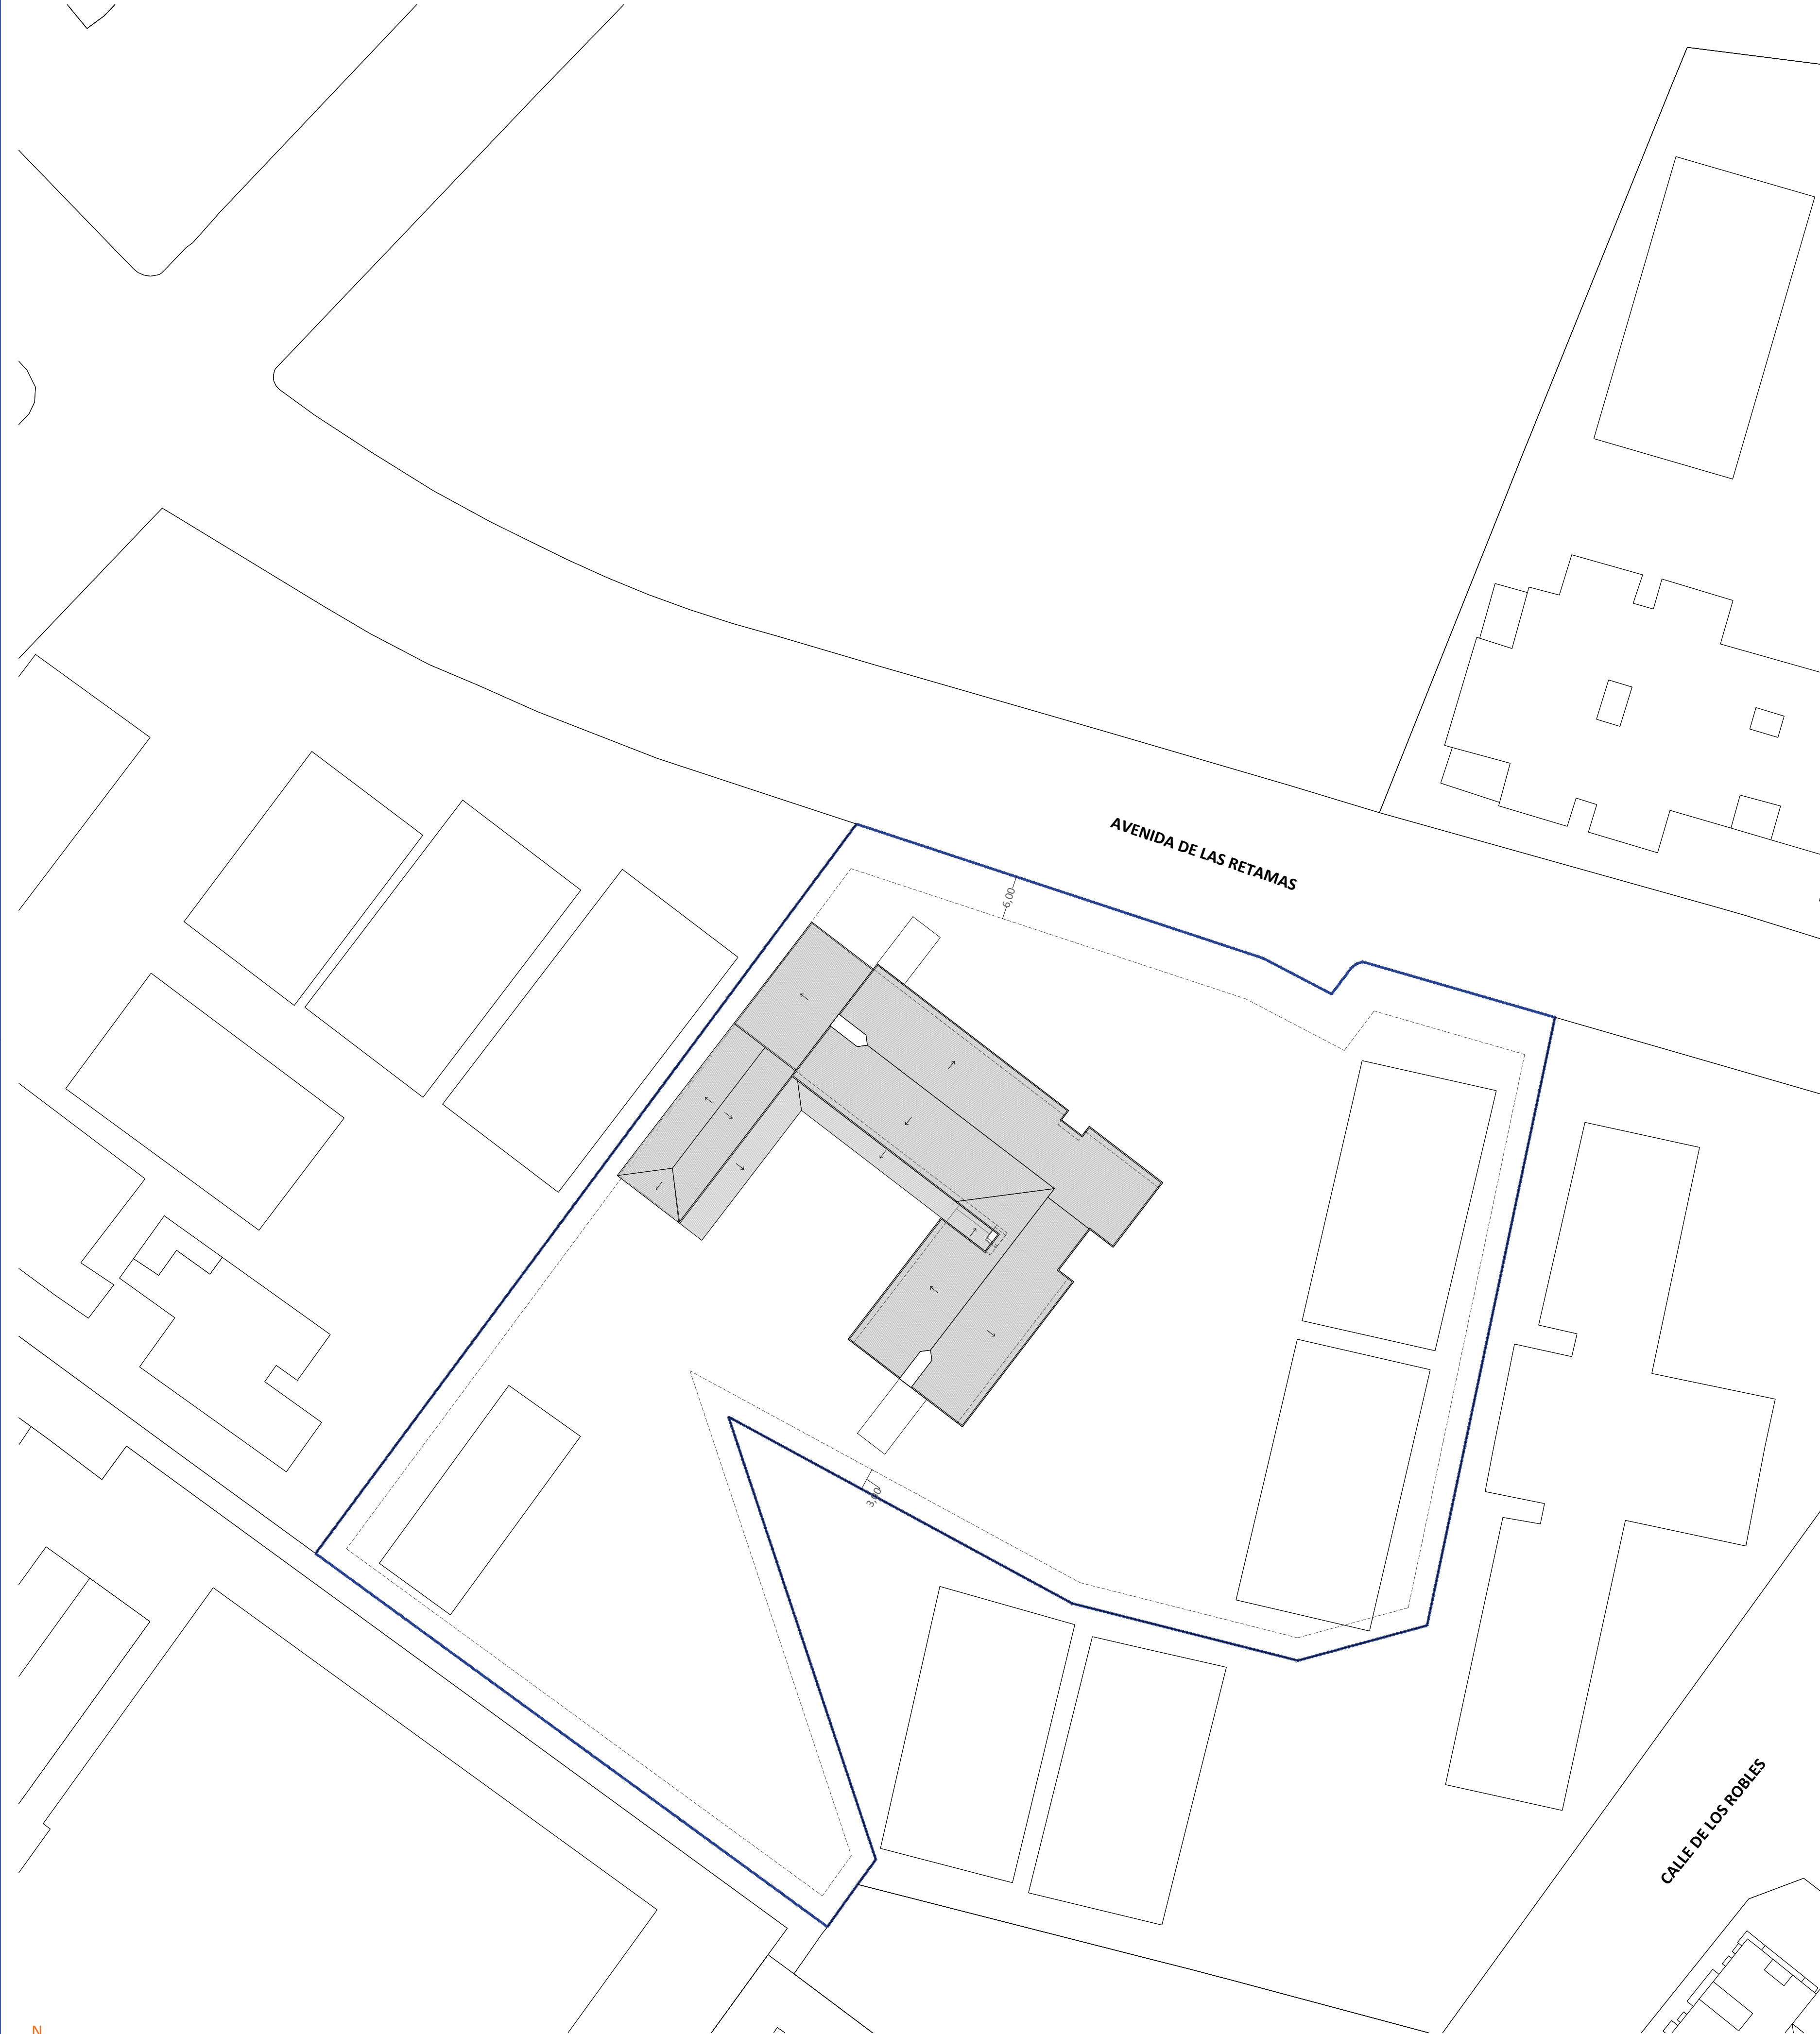 AVENIDA DE LAS RETAMAS
6,00
3,00
CALLE DE LOS ROBLES
N